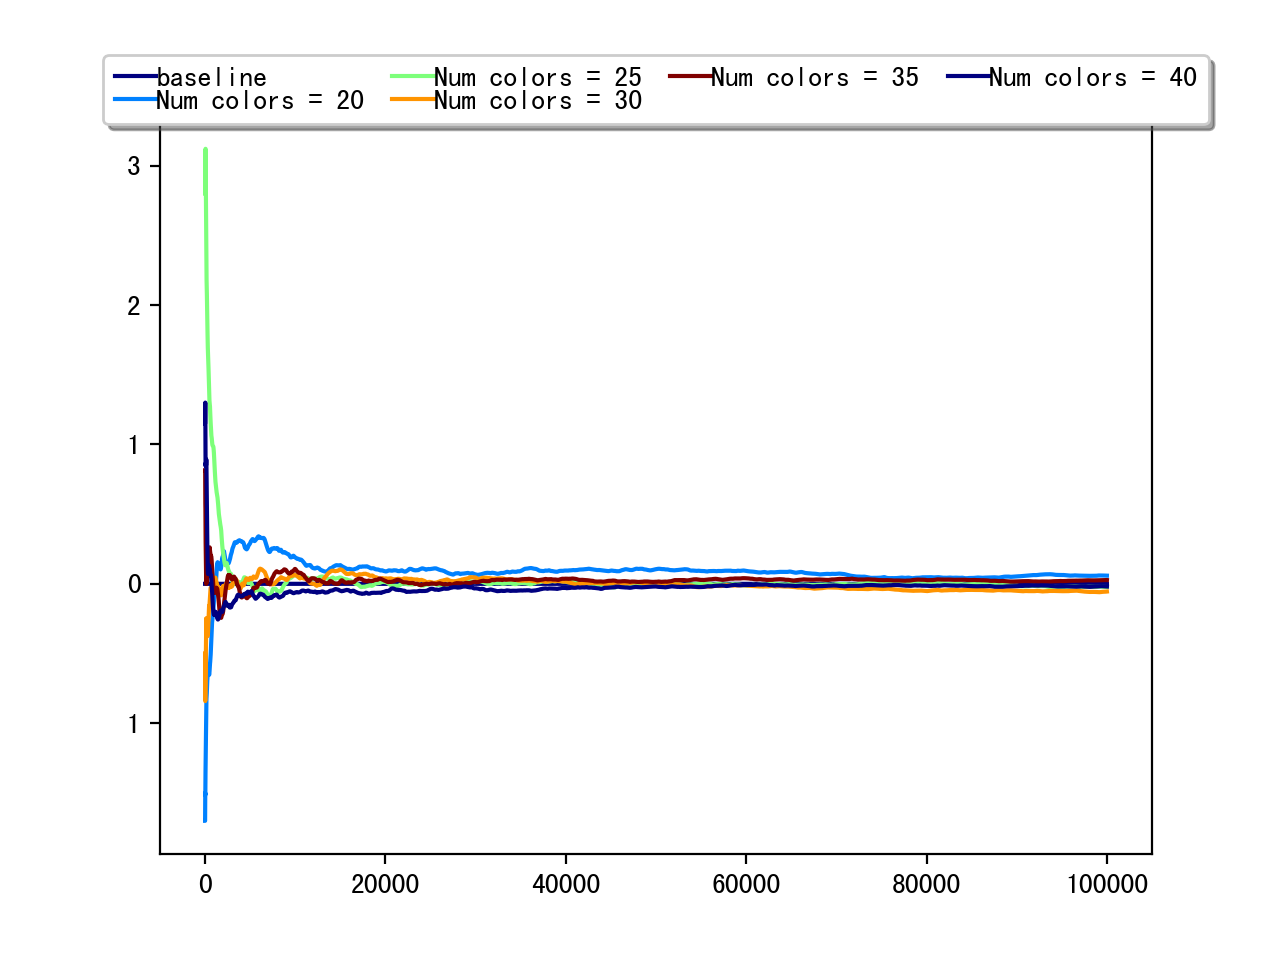 baseline Num colors = 25 Num colors = 35 Num colors = 40
Num colors = 20 Num colors = 30
3
2
1
0
1
0 20000 40000 60000 80000 100000